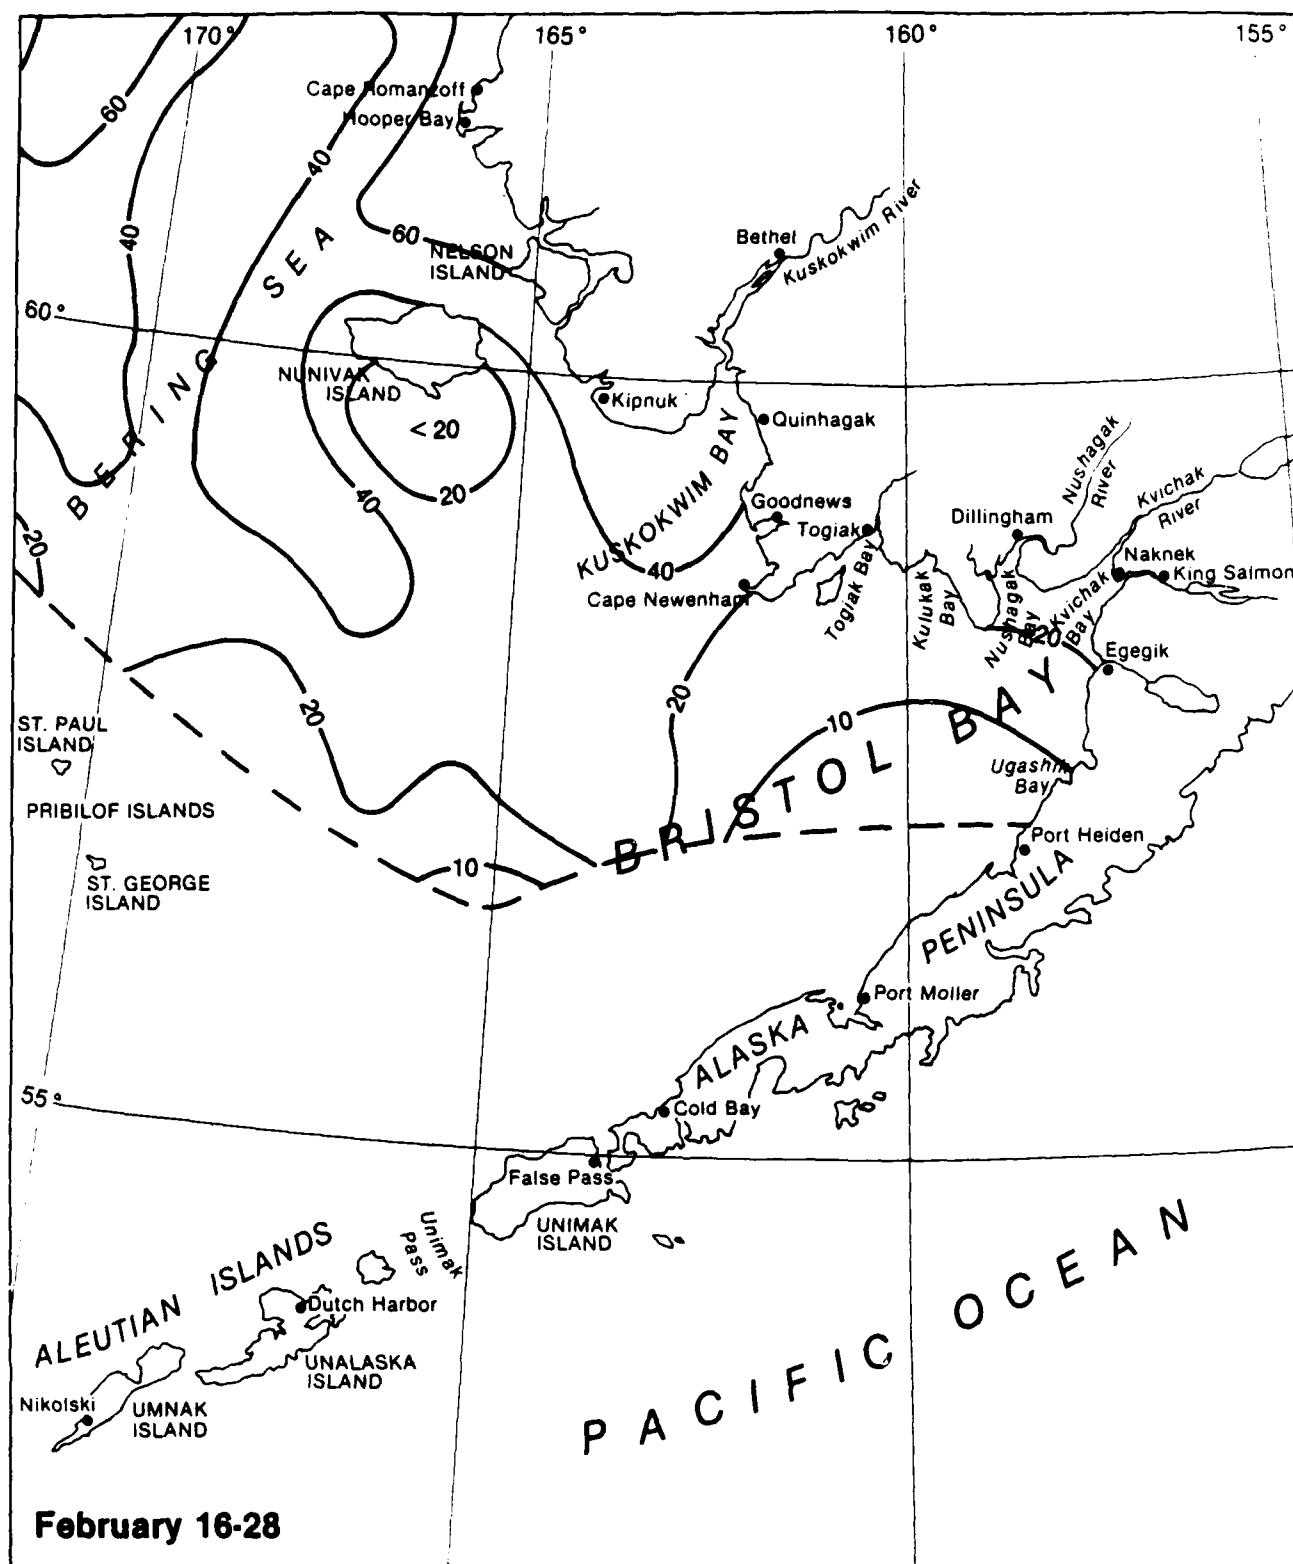 170°
165°
160°
155°
60
Cape Romanzoff
Hooper Bay
40
40
60
SEA
NELSON
ISLAND
Bethel
Kuskokwim River
60°
BERING
NUNIVAK
ISLAND
<20
20
40
Kipnuk
Quinhagak
KUSKOKWIM BAY
Goodnews
Togiak
Nushagak
River
Kvichak
River
Dillingham
Naknek
King Salmon
20
40
Cape Newenham
Togiak Bay
Kulukak
Bay
Nushagak
Bay
Kvichak
Bay
20
Egegik
20
20
10
ST. PAUL
ISLAND
PRIBILOF ISLANDS
BRISTOL BAY
Ugashik
Bay
Port Heiden
10
ST. GEORGE
ISLAND
ALASKA PENINSULA
Port Moller
55°
Cold Bay
False Pass
UNIMAK
ISLAND
Unimak
Pass
ALEUTIAN ISLANDS
Dutch Harbor
UNALASKA
ISLAND
Nikolski
UMNAK
ISLAND
PACIFIC OCEAN
February 16-28